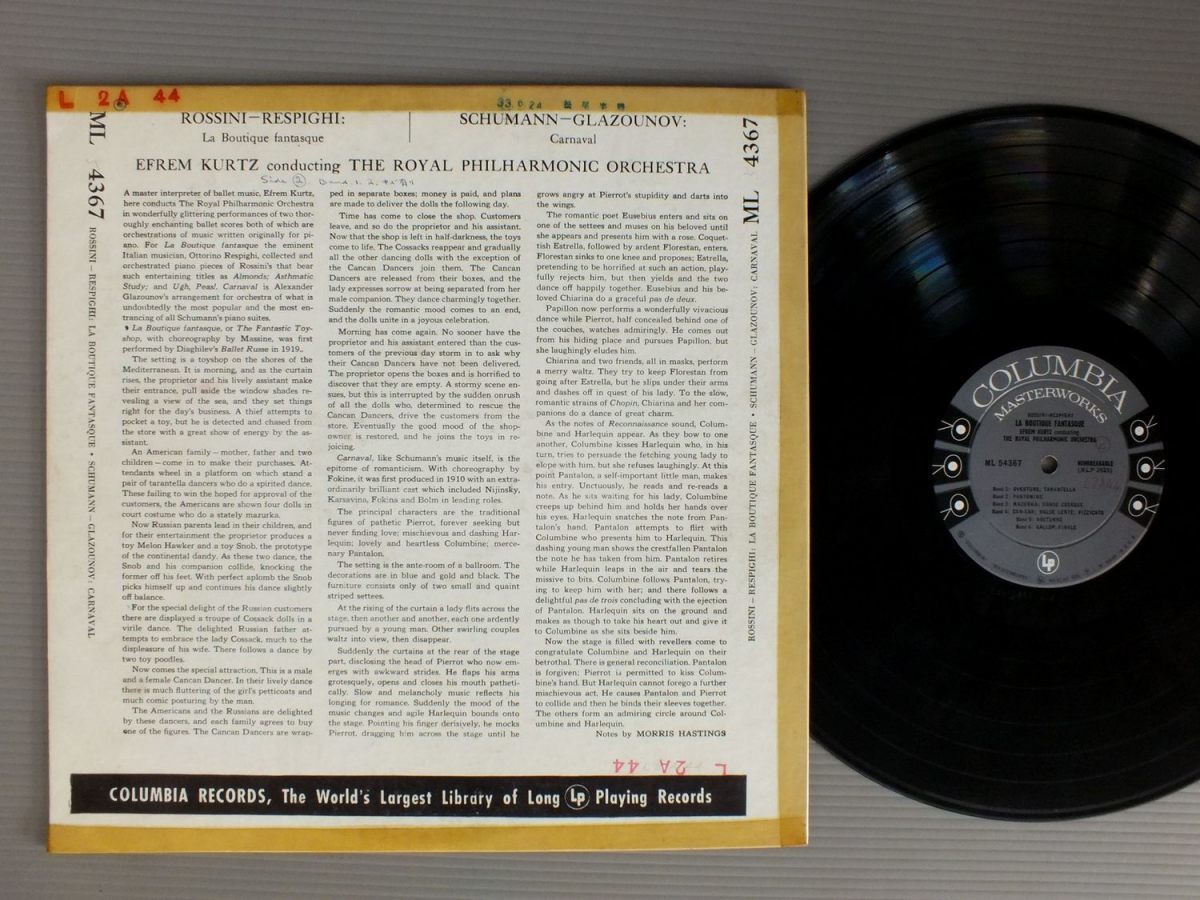 L 2A 44
33.6.24
ROSSINI—RESPIGHI:
La Boutique fantasque
SCHUMANN—GLAZOUNOV:
Carnaval
EFREM KURTZ conducting THE ROYAL PHILHARMONIC ORCHESTRA
Side ②
ML 4367 ROSSINI – RESPIGHI: LA BOUTIQUE FANTASQUE • SCHUMANN – GLAZOUNOV: CARNAVAL
A master interpreter of ballet music, Efrem Kurtz,
here conducts The Royal Philharmonic Orchestra
in wonderfully glittering performances of two thor-
oughly enchanting ballet scores both of which are
orchestrations of music written originally for pi-
ano. For La Boutique fantasque the eminent
Italian musician, Ottorino Respighi, collected and
orchestrated piano pieces of Rossini's that bear
such entertaining titles as Almonds; Asthmatic
Study; and Ugh, Peas!. Carnaval is Alexander
Glazounov's arrangement for orchestra of what is
undoubtedly the most popular and the most en-
trancing of all Schumann's piano suites.
La Boutique fantasque, or The Fantastic Toy-
shop, with choreography by Massine, was first
performed by Diaghilev's Ballet Russe in 1919.
The setting is a toyshop on the shores of the
Mediterranean. It is morning, and as the curtain
rises, the proprietor and his lively assistant make
their entrance, pull aside the window shades re-
vealing a view of the sea, and they set things
right for the day's business. A thief attempts to
pocket a toy, but he is detected and chased from
the store with a great show of energy by the as-
sistant.
An American family – mother, father and two
children – come in to make their purchases. At-
tendants wheel in a platform on which stand a
pair of tarantella dancers who do a spirited dance.
These failing to win the hoped for approval of the
customers, the Americans are shown four dolls in
court costume who do a stately mazurka.
Now Russian parents lead in their children, and
for their entertainment the proprietor produces a
toy Melon Hawker and a toy Snob, the prototype
of the continental dandy. As these two dance, the
Snob and his companion collide, knocking the
former off his feet. With perfect aplomb the Snob
picks himself up and continues his dance slightly
off balance.
For the special delight of the Russian customers
there are displayed a troupe of Cossack dolls in a
virile dance. The delighted Russian father at-
tempts to embrace the lady Cossack, much to the
displeasure of his wife. There follows a dance by
two toy poodles.
Now comes the special attraction. This is a male
and a female Cancan Dancer. In their lively dance
there is much fluttering of the girl's petticoats and
much comic posturing by the man.
The Americans and the Russians are delighted
by these dancers, and each family agrees to buy
one of the figures. The Cancan Dancers are wrap-
ped in separate boxes; money is paid, and plans
are made to deliver the dolls the following day.
Time has come to close the shop. Customers
leave, and so do the proprietor and his assistant.
Now that the shop is left in half-darkness, the toys
come to life. The Cossacks reappear and gradually
all the other dancing dolls with the exception of
the Cancan Dancers join them. The Cancan
Dancers are released from their boxes, and the
lady expresses sorrow at being separated from her
male companion. They dance charmingly together.
Suddenly the romantic mood comes to an end,
and the dolls unite in a joyous celebration.
Morning has come again. No sooner have the
proprietor and his assistant entered than the cus-
tomers of the previous day storm in to ask why
their Cancan Dancers have not been delivered.
The proprietor opens the boxes and is horrified to
discover that they are empty. A stormy scene en-
sues, but this is interrupted by the sudden onrush
of all the dolls who, determined to rescue the
Cancan Dancers, drive the customers from the
store. Eventually the good mood of the shop-
owner is restored, and he joins the toys in re-
joicing.
Carnaval, like Schumann's music itself, is the
epitome of romanticism. With choreography by
Fokine, it was first produced in 1910 with an extra-
ordinarily brilliant cast which included Nijinsky,
Karsavina, Fokina and Bolm in leading roles.
The principal characters are the traditional
figures of pathetic Pierrot, forever seeking but
never finding love; mischievous and dashing Har-
lequin; lovely and heartless Columbine; merce-
nary Pantalon.
The setting is the ante-room of a ballroom. The
decorations are in blue and gold and black. The
furniture consists only of two small and quaint
striped settees.
At the rising of the curtain a lady flits across the
stage, then another and another, each one ardently
pursued by a young man. Other swirling couples
waltz into view, then disappear.
Suddenly the curtains at the rear of the stage
part, disclosing the head of Pierrot who now em-
erges with awkward strides. He flaps his arms
grotesquely, opens and closes his mouth patheti-
cally. Slow and melancholy music reflects his
longing for romance. Suddenly the mood of the
music changes and agile Harlequin bounds onto
the stage. Pointing his finger derisively, he mocks
Pierrot, dragging him across the stage until he
grows angry at Pierrot's stupidity and darts into
the wings.
The romantic poet Eusebius enters and sits on
one of the settees and muses on his beloved until
she appears and presents him with a rose. Coquet-
tish Estrella, followed by ardent Florestan, enters.
Florestan sinks to one knee and proposes; Estrella,
pretending to be horrified at such an action, play-
fully rejects him, but then yields and the two
dance off happily together. Eusebius and his be-
loved Chiarina do a graceful pas de deux.
Papillon now performs a wonderfully vivacious
dance while Pierrot, half concealed behind one of
the couches, watches admiringly. He comes out
from his hiding place and pursues Papillon, but
she laughingly eludes him.
Chiarina and two friends, all in masks, perform
a merry waltz. They try to keep Florestan from
going after Estrella, but he slips under their arms
and dashes off in quest of his lady. To the slow,
romantic strains of Chopin, Chiarina and her com-
panions do a dance of great charm.
As the notes of Reconnaissance sound, Colum-
bine and Harlequin appear. As they bow to one
another, Columbine kisses Harlequin who, in his
turn, tries to persuade the fetching young lady to
elope with him, but she refuses laughingly. At this
point Pantalon, a self-important little man, makes
his entry. Unctuously, he reads and re-reads a
note. As he sits waiting for his lady, Columbine
creeps up behind him and holds her hands over
his eyes. Harlequin snatches the note from Pan-
talon's hand. Pantalon attempts to flirt with
Columbine who presents him to Harlequin. This
dashing young man shows the crestfallen Pantalon
the note he has taken from him. Pantalon retires
while Harlequin leaps in the air and tears the
missive to bits. Columbine follows Pantalon, try-
ing to keep him with her; and there follows a
delightful pas de trois concluding with the ejection
of Pantalon. Harlequin sits on the ground and
makes as though to take his heart out and give it
to Columbine as she sits beside him.
Now the stage is filled with revellers come to
congratulate Columbine and Harlequin on their
betrothal. There is general reconciliation. Pantalon
is forgiven; Pierrot is permitted to kiss Colum-
bine's hand. But Harlequin cannot forego a further
mischievous act. He causes Pantalon and Pierrot
to collide and then he binds their sleeves together.
The others form an admiring circle around Col-
umbine and Harlequin.
Notes by MORRIS HASTINGS
ROSSINI – RESPIGHI: LA BOUTIQUE FANTASQUE • SCHUMANN – GLAZOUNOV: CARNAVAL ML 4367
L 2A 44
COLUMBIA RECORDS, The World's Largest Library of Long Lp Playing Records
COLUMBIA
MASTERWORKS
ROSSINI-RESPIGHI
LA BOUTIQUE FANTASQUE
EFREM KURTZ conducting
THE ROYAL PHILHARMONIC ORCHESTRA
ML 54367
NONBREAKABLE
Band 1: OVERTURE, TARANTELLA
Band 2: PANTOMIME
Band 3: MAZURKA; DANSE COSAQUE
Band 4: CAN-CAN; VALSE LENTE; PIZZICATO
Band 5: NOCTURNE
Band 6: GALLOP, FINALE
Lp